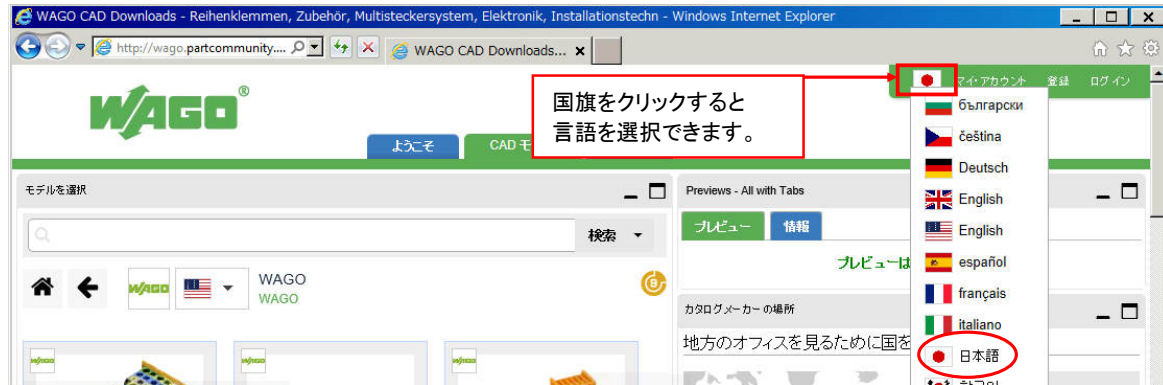 WAGO CAD Downloads - Reihenklemmen, Zubehör, Multisteckersystem, Elektronik, Installationstechn - Windows Internet Explorer
http://wago.partcommunity....
WAGO CAD Downloads...
マイ・アカウント 登録 ログイン
WAGO®
国旗をクリックすると
言語を選択できます。
ようこそ
CAD モ
български
čeština
Deutsch
English
English
español
français
italiano
日本語
モデルを選択
検索
WAGO
WAGO
WAGO
Previews - All with Tabs
プレビュー
情報
プレビューは
カタログメーカーの場所
地方のオフィスを見るために国を
WAGO
WAGO
WAGO